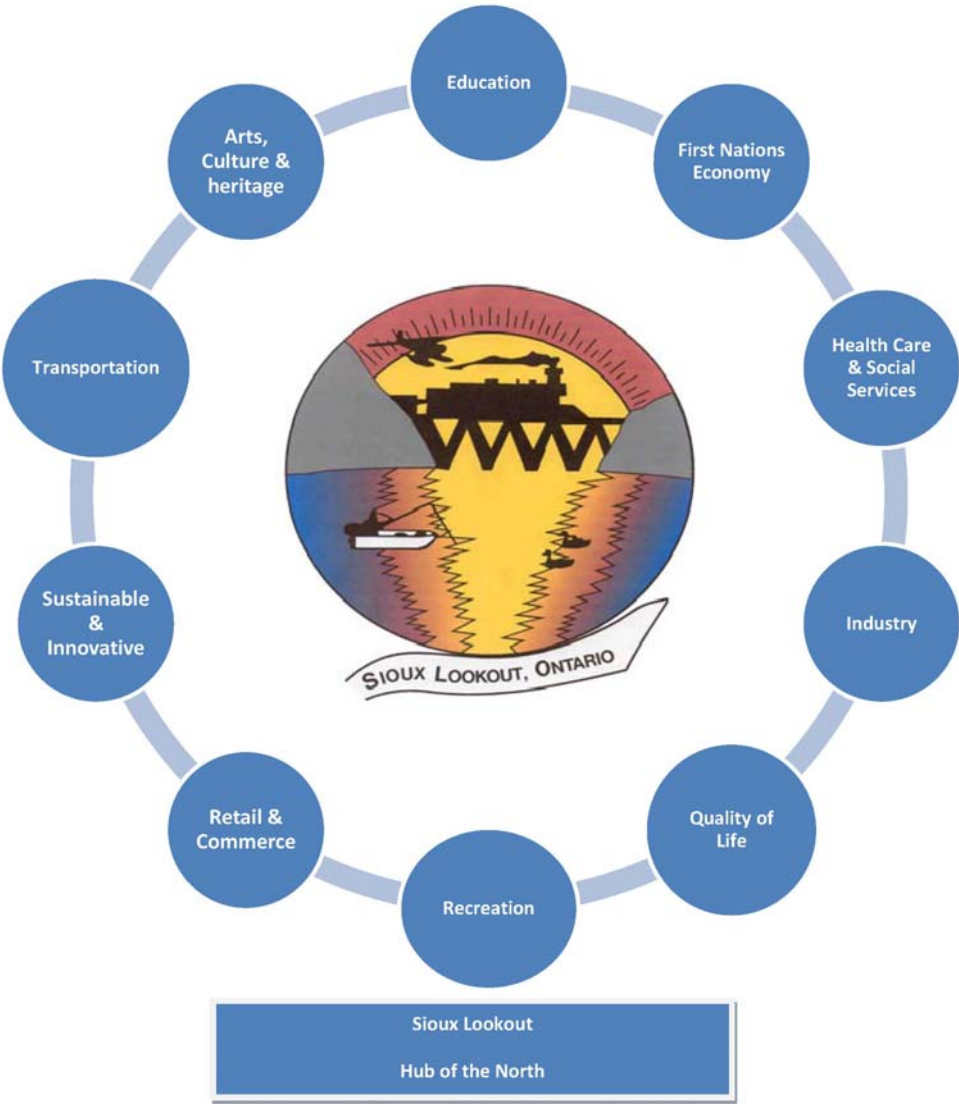 Education
First Nations
Economy
Health Care
& Social
Services
Industry
Quality of
Life
Recreation
Retail &
Commerce
Sustainable
&
Innovative
Transportation
Arts,
Culture &
heritage
SIOUX LOOKOUT, ONTARIO
Sioux Lookout
Hub of the North